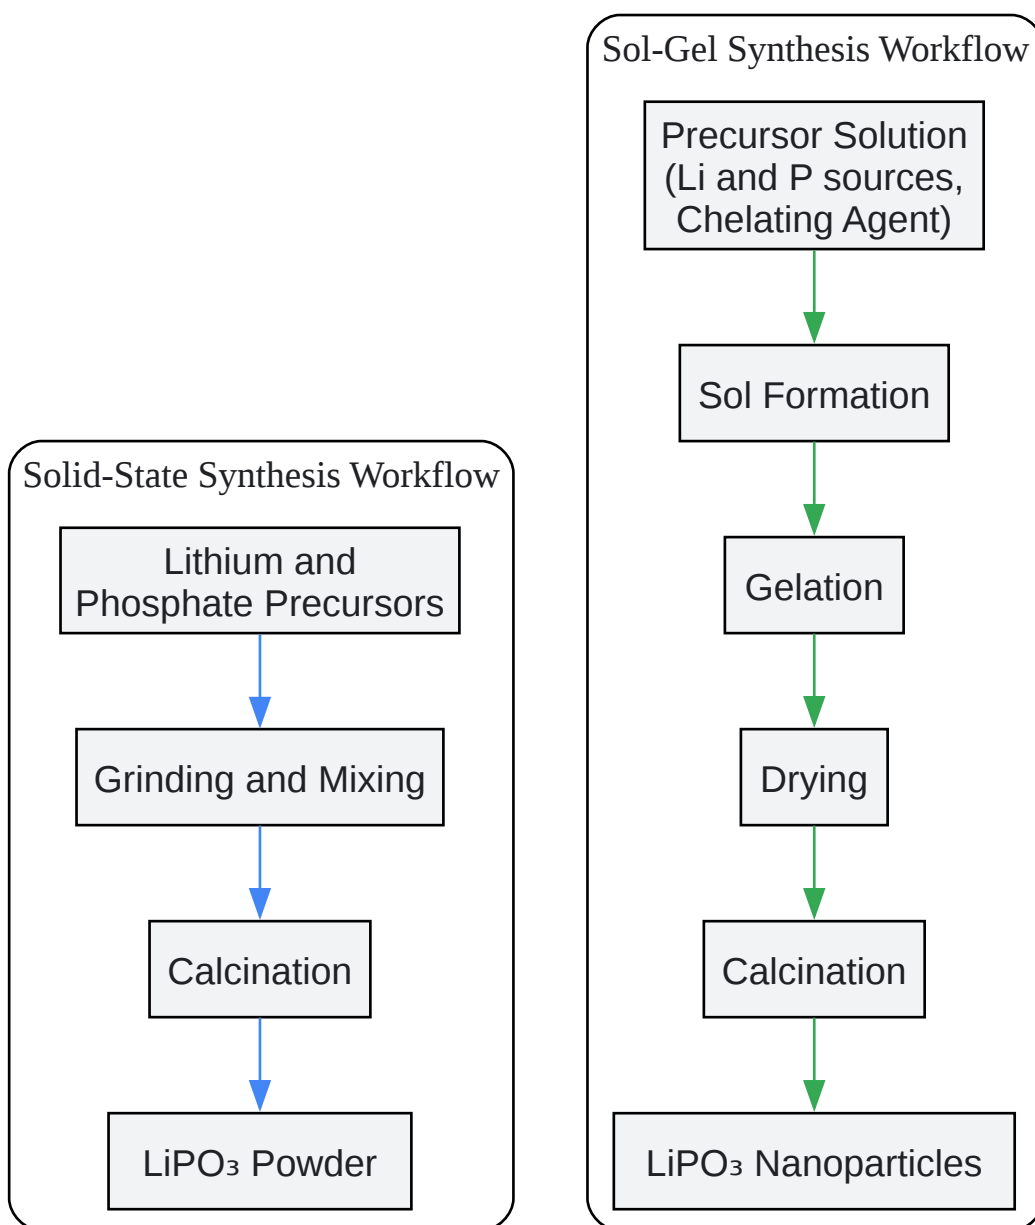 Solid-State Synthesis Workflow
Lithium and
Phosphate Precursors
Grinding and Mixing
Calcination
LiPO₃ Powder
Sol-Gel Synthesis Workflow
Precursor Solution
(Li and P sources,
Chelating Agent)
Sol Formation
Gelation
Drying
Calcination
LiPO₃ Nanoparticles